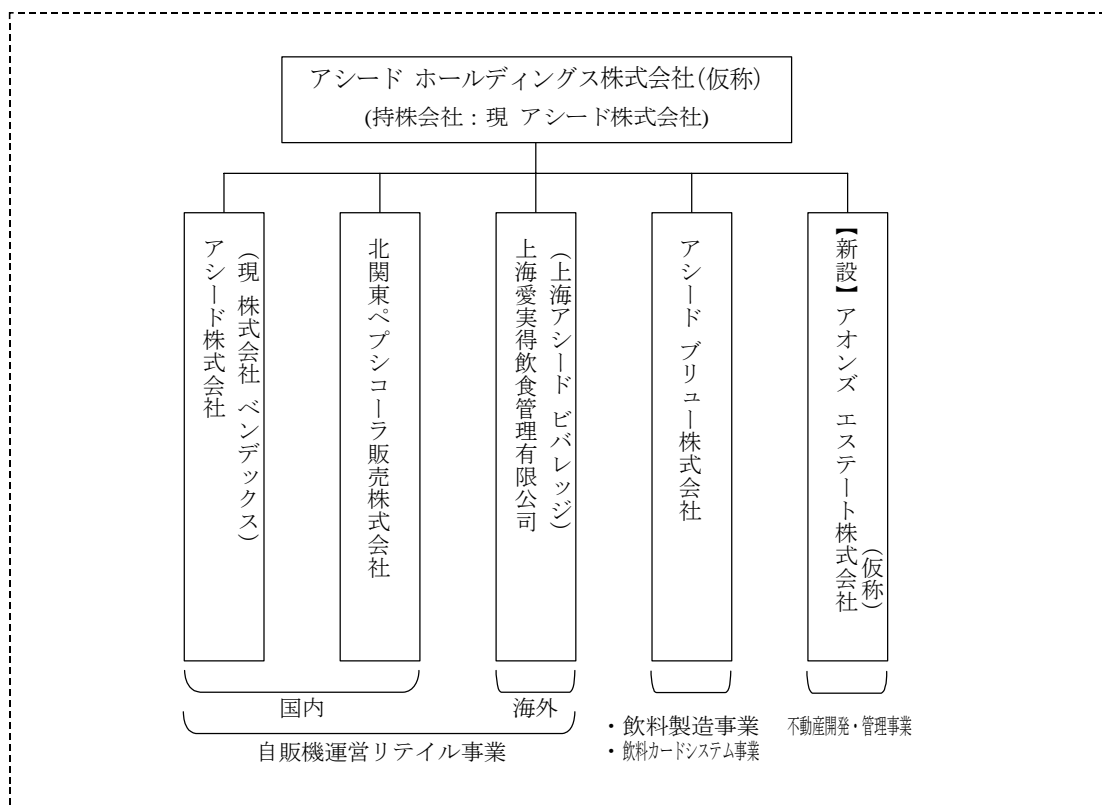 アシード ホールディングス株式会社(仮称)
(持株会社：現 アシード株式会社)
(現 株式会社 ベンデックス)
アシード株式会社
北関東ペプシコーラ販売株式会社
(上海アシード ビバレッジ)
上海愛実得飲食管理有限公司
アシード ブリュー株式会社
【新設】アオンズ エステート株式会社
(仮称)
国内
海外
自販機運営リテイル事業
・飲料製造事業
・飲料カードシステム事業
不動産開発・管理事業